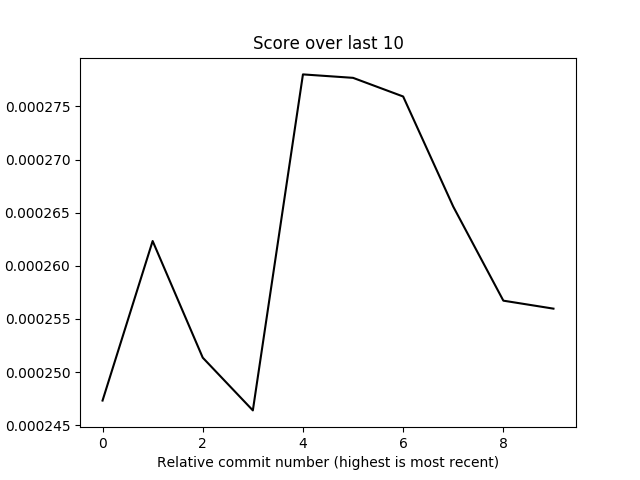 Score over last 10
0.000275
0.000270
0.000265
0.000260
0.000255
0.000250
0.000245
0 2 4 6 8
Relative commit number (highest is most recent)